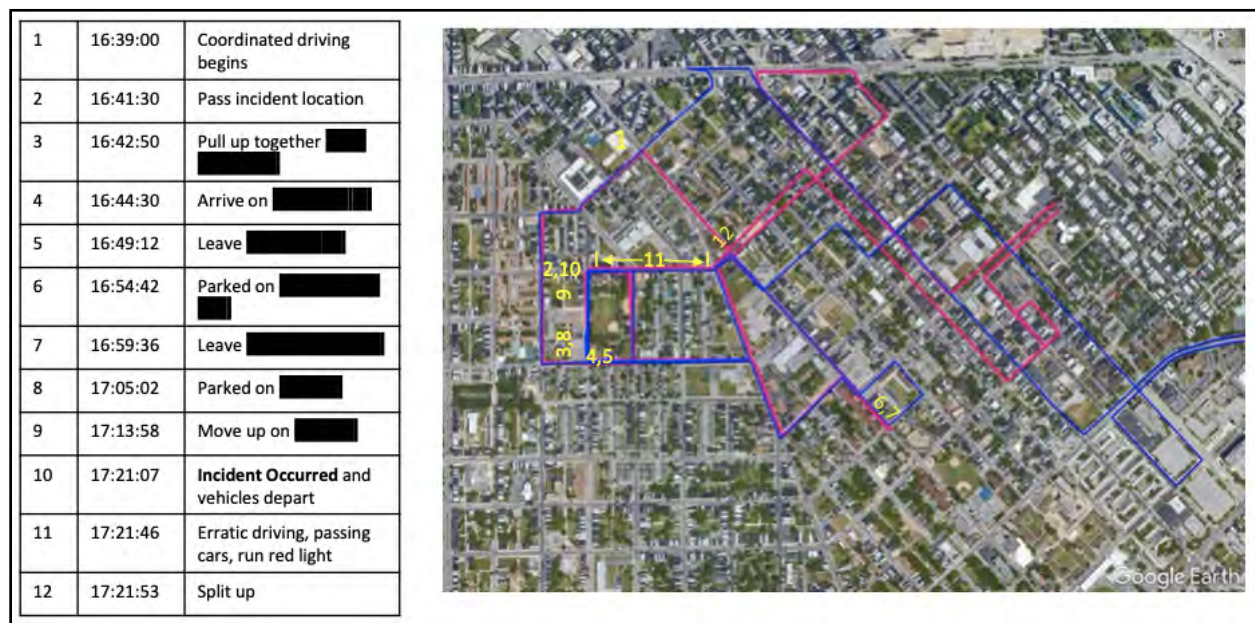 1 16:39:00 Coordinated driving
begins
2 16:41:30 Pass incident location
3 16:42:50 Pull up together
4 16:44:30 Arrive on
5 16:49:12 Leave
6 16:54:42 Parked on
7 16:59:36 Leave
8 17:05:02 Parked on
9 17:13:58 Move up on
10 17:21:07 Incident Occurred and
vehicles depart
11 17:21:46 Erratic driving, passing
cars, run red light
12 17:21:53 Split up
1
12
11
2,10
9
3,8
4,5
6,7
Google Earth